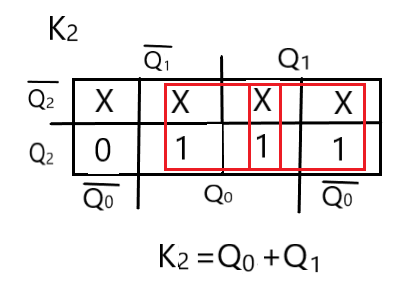 K₂
Q̅₁ Q₁
Q̅₂ X X X X
Q₂ 0 1 1 1
Q̅₀ Q₀ Q̅₀
K₂ = Q₀ + Q₁